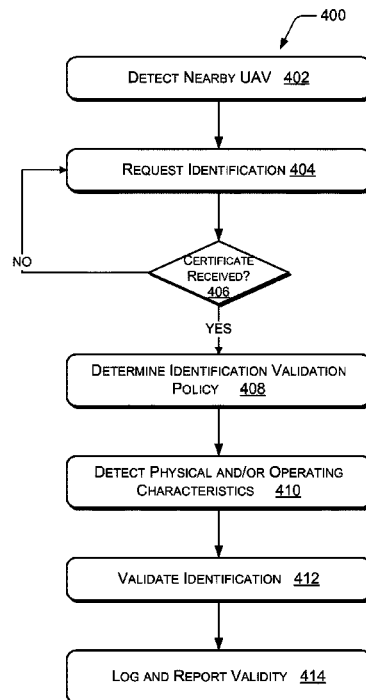 400
DETECT NEARBY UAV 402
REQUEST IDENTIFICATION 404
NO
CERTIFICATE
RECEIVED?
406
YES
DETERMINE IDENTIFICATION VALIDATION
POLICY 408
DETECT PHYSICAL AND/OR OPERATING
CHARACTERISTICS 410
VALIDATE IDENTIFICATION 412
LOG AND REPORT VALIDITY 414